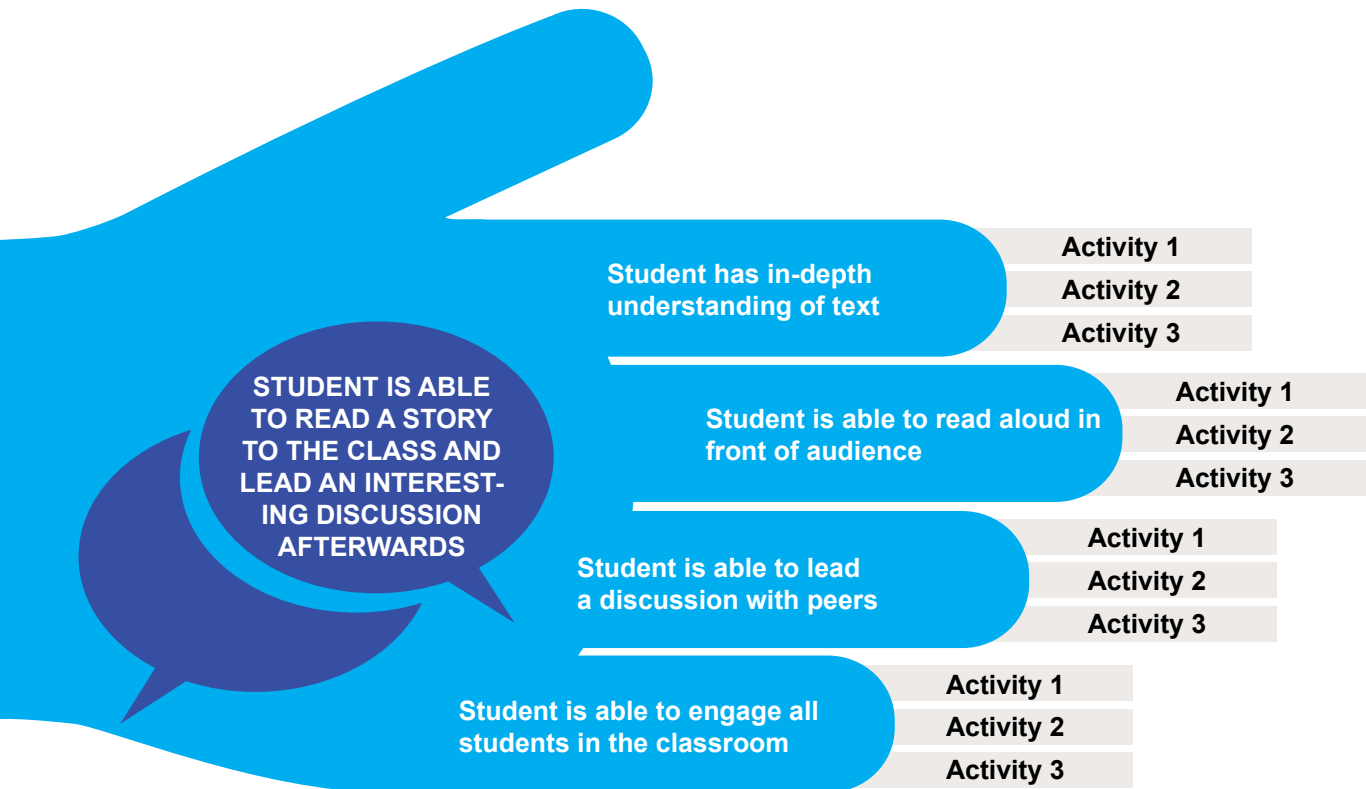 STUDENT IS ABLE
TO READ A STORY
TO THE CLASS AND
LEAD AN INTEREST-
ING DISCUSSION
AFTERWARDS
Student has in-depth
understanding of text
Activity 1
Activity 2
Activity 3
Student is able to read aloud in
front of audience
Activity 1
Activity 2
Activity 3
Student is able to lead
a discussion with peers
Activity 1
Activity 2
Activity 3
Student is able to engage all
students in the classroom
Activity 1
Activity 2
Activity 3